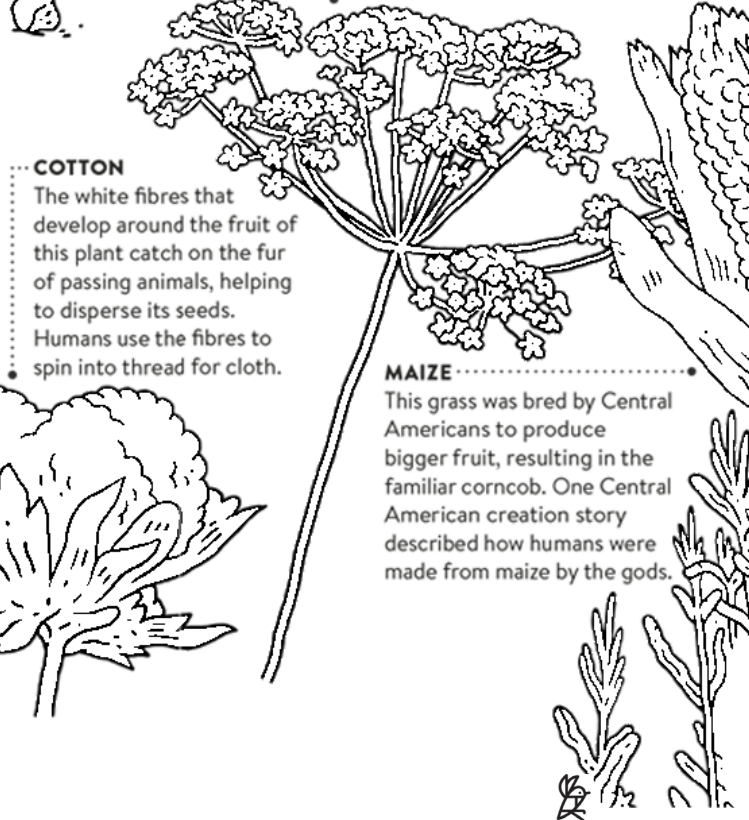 COTTON
The white fibres that
develop around the fruit of
this plant catch on the fur
of passing animals, helping
to disperse its seeds.
Humans use the fibres to
spin into thread for cloth.
MAIZE
This grass was bred by Central
Americans to produce
bigger fruit, resulting in the
familiar corncob. One Central
American creation story
described how humans were
made from maize by the gods.